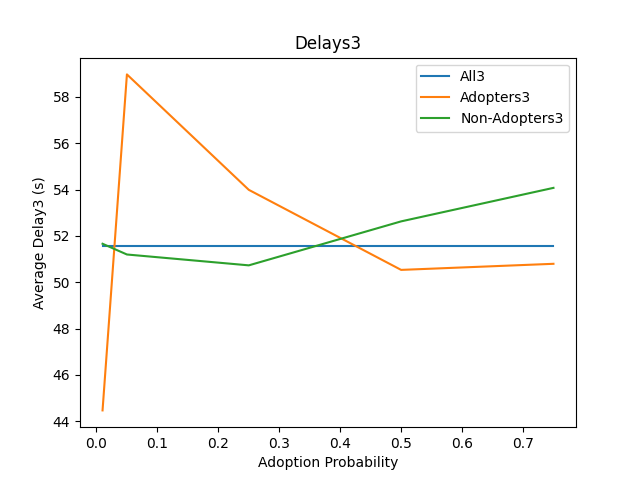 Delays3
All3
Adopters3
Non-Adopters3
Average Delay3 (s)
58
56
54
52
50
48
46
44
0.0 0.1 0.2 0.3 0.4 0.5 0.6 0.7
Adoption Probability